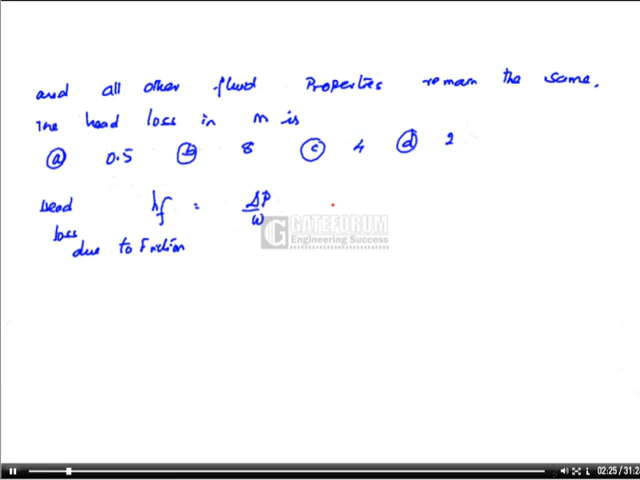 and all other fluid Properties remain the same.
The head loss in m is
(a) 0.5 (b) 8 (c) 4 (d) 2
Head hf = ΔP/w
loss
due to Friction
GATEFORUM
Engineering Success
02:25/31:2